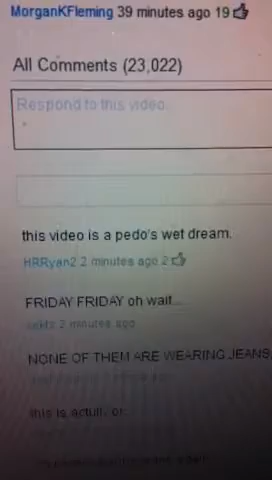 MorganKFleming 39 minutes ago 19
All Comments (23,022)
Respond to this video.
this video is a pedo's wet dream.
HRRyan2 2 minutes ago 2
FRIDAY FRIDAY oh wait...
2 minutes ago
NONE OF THEM ARE WEARING JEANS
this is